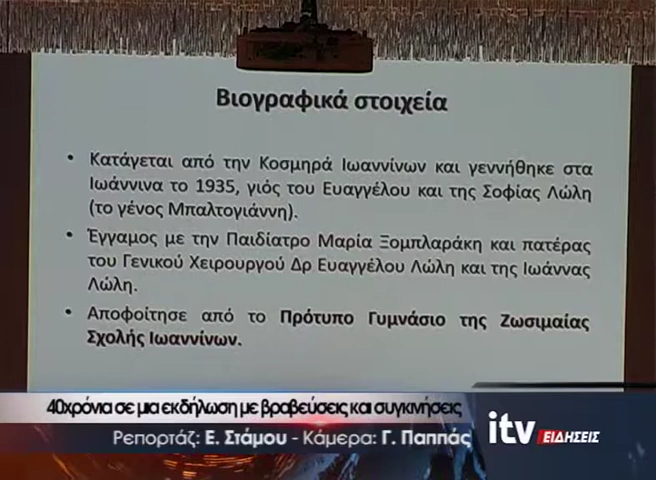 Βιογραφικά στοιχεία
• Κατάγεται από την Κοσμηρά Ιωαννίνων και γεννήθηκε στα
Ιωάννινα το 1935, γιός του Ευαγγέλου και της Σοφίας Λώλη
(το γένος Μπαλτογιάννη).
• Έγγαμος με την Παιδίατρο Μαρία Ξομπλαράκη και πατέρας
του Γενικού Χειρουργού Δρ Ευαγγέλου Λώλη και της Ιωάννας
Λώλη.
• Αποφοίτησε από το Πρότυπο Γυμνάσιο της Ζωσιμαίας
Σχολής Ιωαννίνων.
40χρόνια σε μια εκδήλωση με βραβεύσεις και συγκινήσεις
Ρεπορτάζ: Ε. Στάμου - Κάμερα: Γ. Παππάς
itv ΕΙΔΗΣΕΙΣ